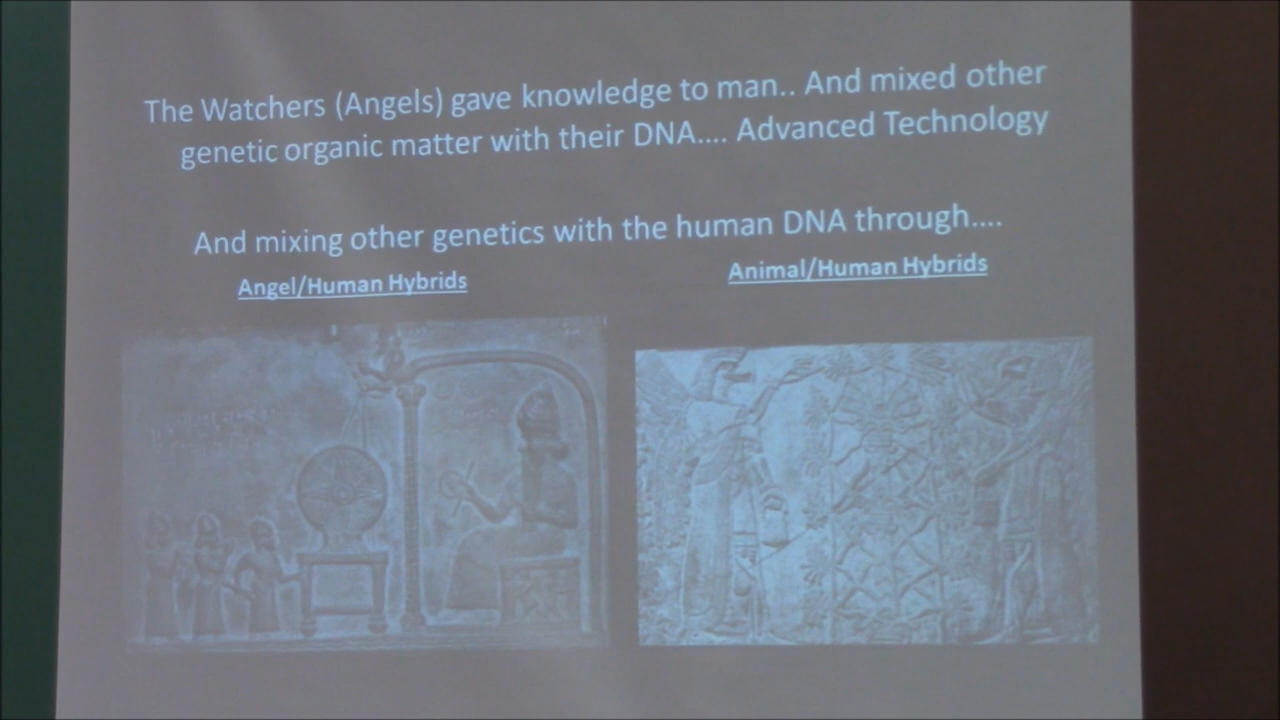 The Watchers (Angels) gave knowledge to man.. And mixed other
genetic organic matter with their DNA.... Advanced Technology
And mixing other genetics with the human DNA through....
Angel/Human Hybrids
Animal/Human Hybrids